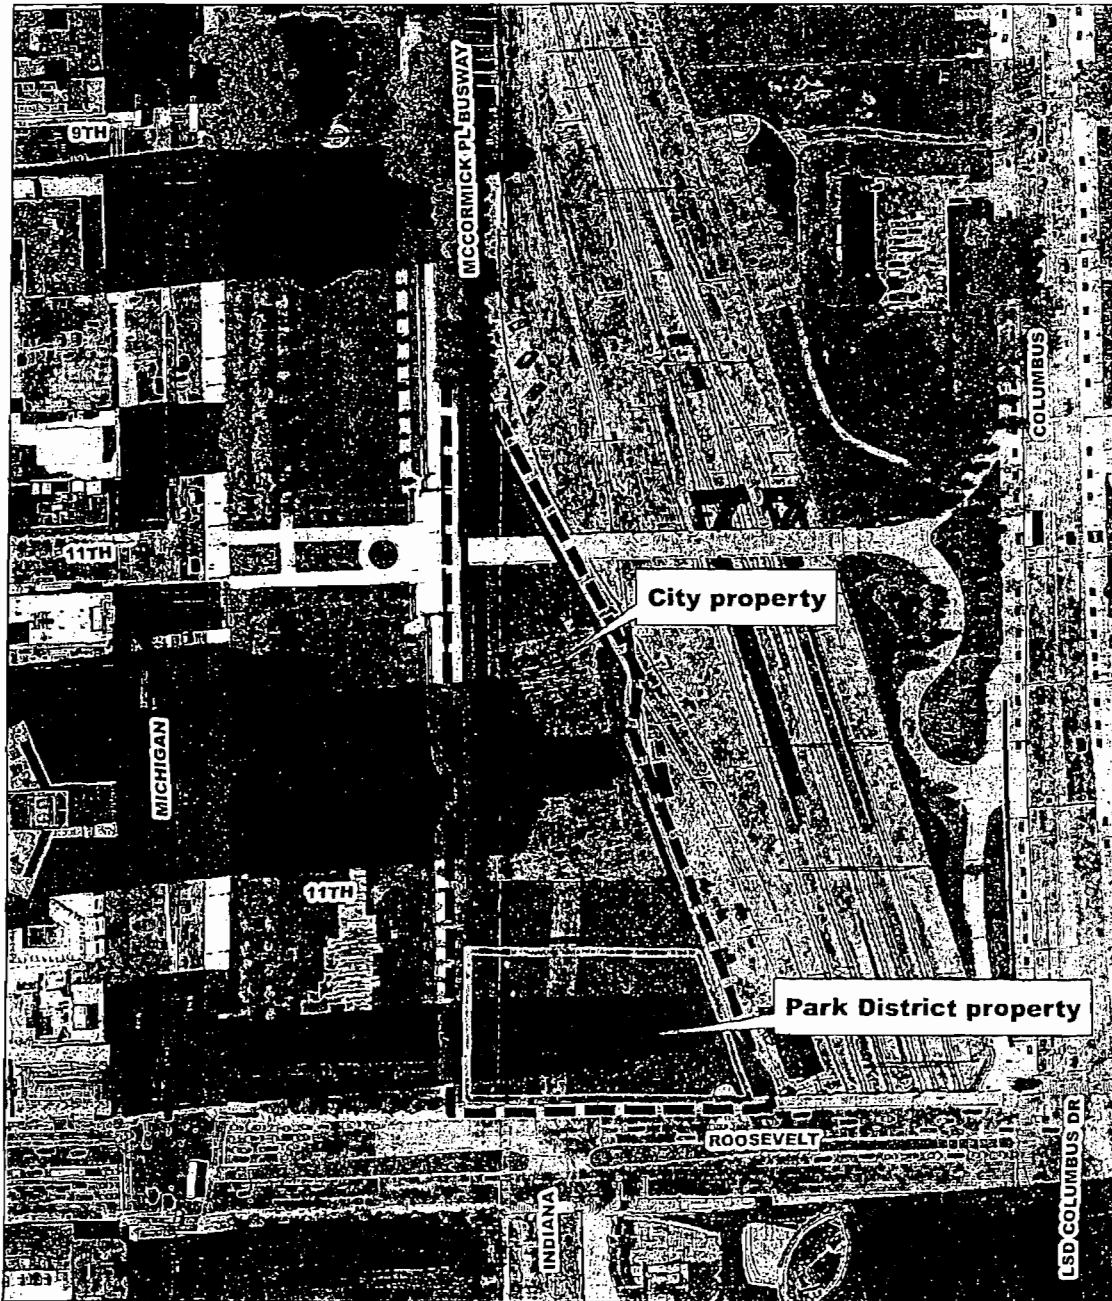 9TH
MCCORMICK PL BUSWAY
COLUMBUS
11TH
City property
MICHIGAN
11TH
Park District property
ROOSEVELT
INDIANA
LSD COLUMBUS DR